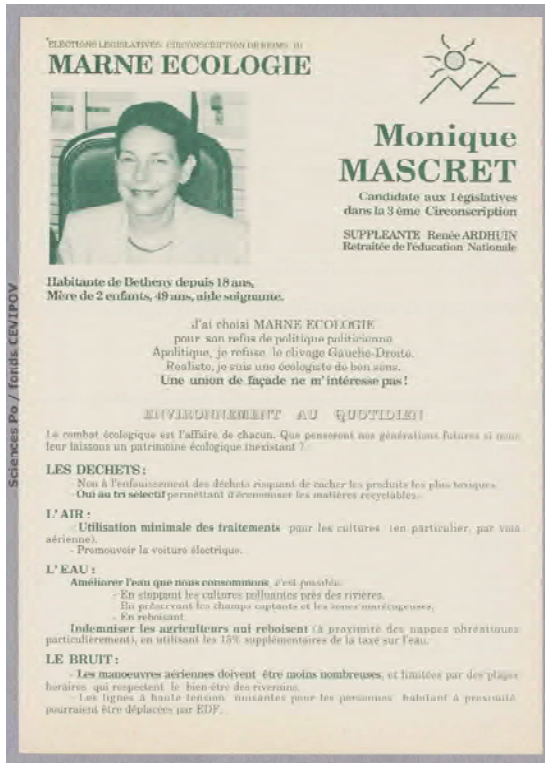 ELECTIONS LEGISLATIVES CIRCONSCRIPTION DE REIMS III
MARNE ECOLOGIE
Monique
MASCRET
Candidate aux Législatives
dans la 3 ème Circonscription
SUPPLEANTE Renée ARDHUIN
Retraitée de l'éducation Nationale
Habitante de Betheny depuis 18 ans,
Mère de 2 enfants, 49 ans, aide soignante.
J'ai choisi MARNE ECOLOGIE
pour son refus de politique politicienne
Apolitique, je refuse le clivage Gauche-Droite.
Réaliste, je suis une écologiste de bon sens.
Une union de façade ne m'intéresse pas !
ENVIRONNEMENT AU QUOTIDIEN
Le combat écologique est l'affaire de chacun. Que penseront nos générations futures si nous
leur laissons un patrimoine écologique inexistant ?
LES DECHETS :
- Non à l'enfouissement des déchets risquant de cacher les produits les plus toxiques.
- Oui au tri sélectif permettant d'économiser les matières recyclables.
L'AIR :
- Utilisation minimale des traitements pour les cultures (en particulier, par voie
aérienne).
- Promouvoir la voiture électrique.
L'EAU :
Améliorer l'eau que nous consommons, c'est possible.
- En stoppant les cultures polluantes près des rivières.
En préservant les champs captants et les zones marécageuses,
- En reboisant.
Indemniser les agriculteurs qui reboisent (à proximité des nappes phréatiques
particulièrement), en utilisant les 15% supplémentaires de la taxe sur l'eau.
LE BRUIT :
- Les manoeuvres aériennes doivent être moins nombreuses, et limitées par des plages
horaires qui respectent le bien-être des riverains.
- Les lignes à haute tension nuisantes pour les personnes habitant à proximité
pourraient être déplacées par EDF.
Sciences Po / fonds CEVIPOV